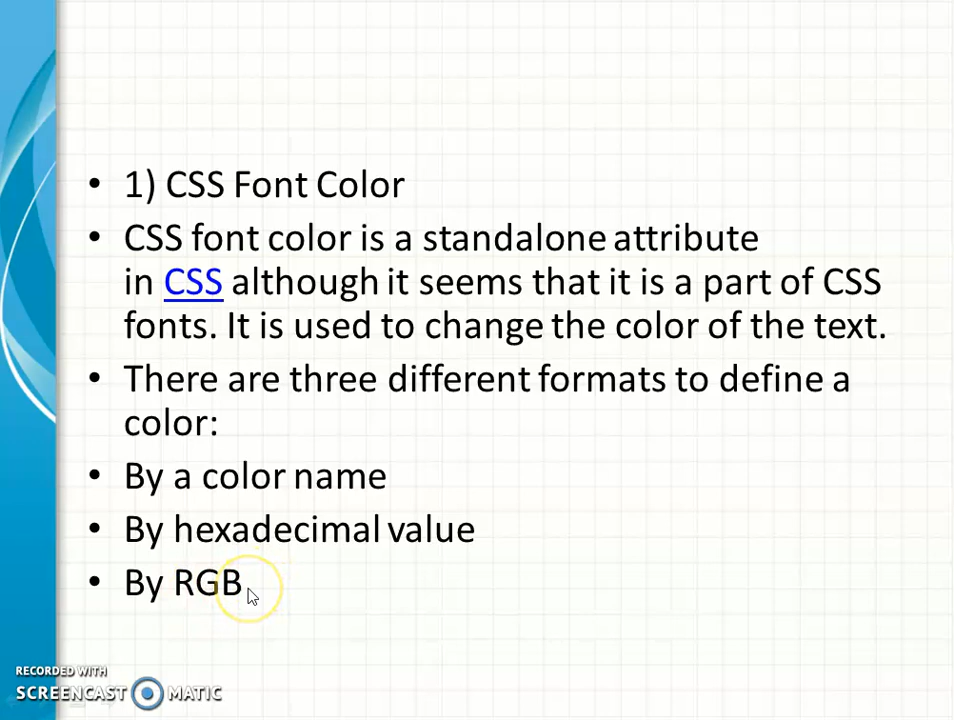 • 1) CSS Font Color
• CSS font color is a standalone attribute
in CSS although it seems that it is a part of CSS
fonts. It is used to change the color of the text.
• There are three different formats to define a
color:
• By a color name
• By hexadecimal value
• By RGB
RECORDED WITH
SCREENCAST MATIC